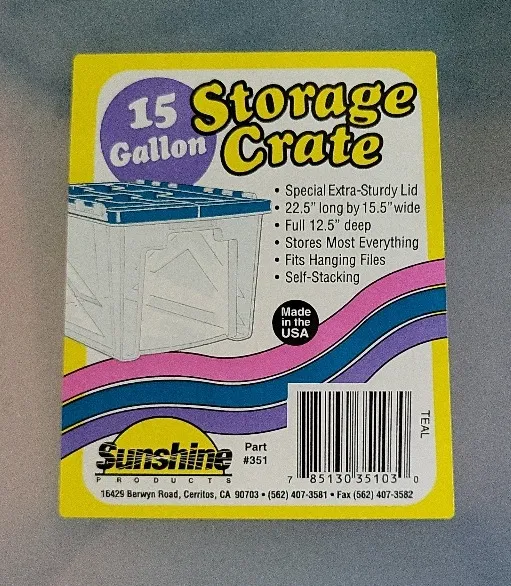 15
Gallon
Storage
Crate
• Special Extra-Sturdy Lid
• 22.5" long by 15.5" wide
• Full 12.5" deep
• Stores Most Everything
• Fits Hanging Files
• Self-Stacking
Made
in the
USA
TEAL
Sunshine
PRODUCTS
Part
#351
7 85130 35103 0
16429 Berwyn Road, Cerritos, CA 90703 • (562) 407-3581 • Fax (562) 407-3582